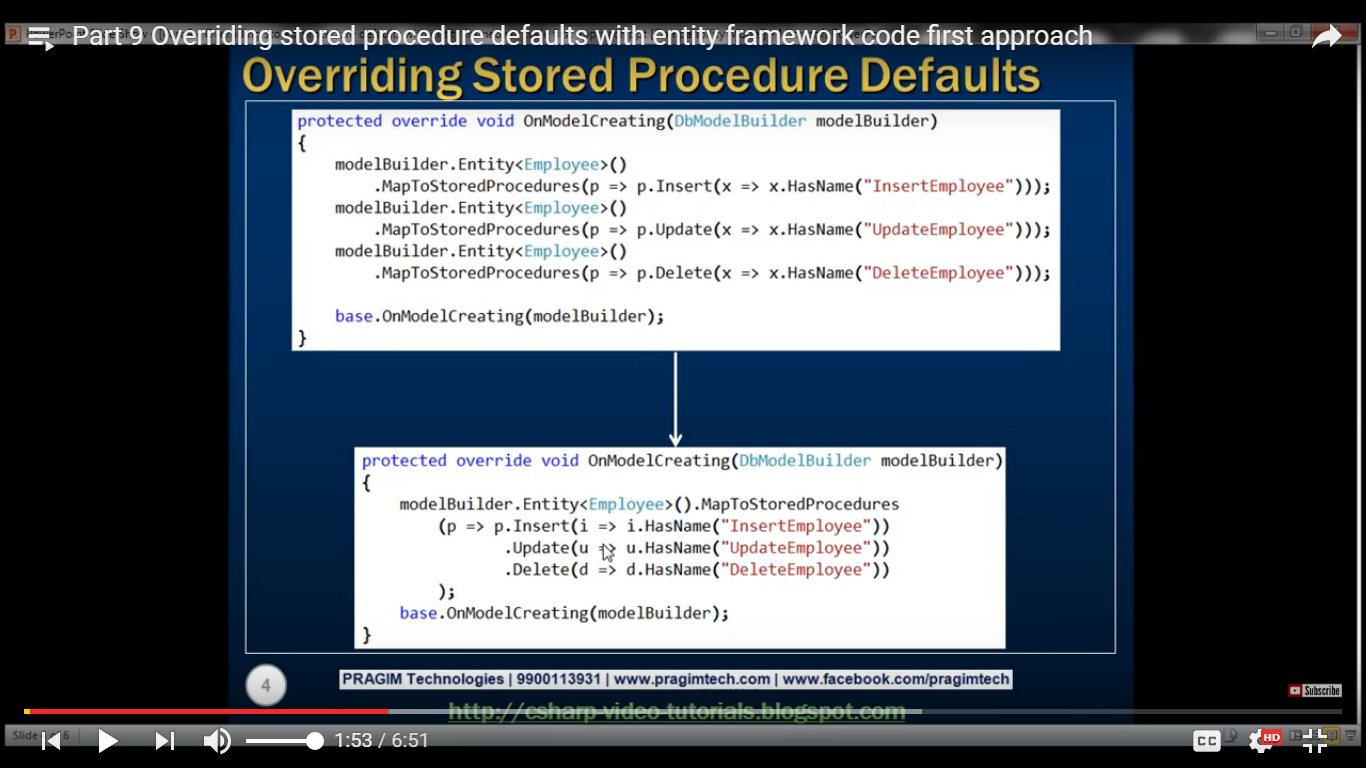 Part 9 Overriding stored procedure defaults with entity framework code first approach
Overriding Stored Procedure Defaults
protected override void OnModelCreating(DbModelBuilder modelBuilder)
{
modelBuilder.Entity<Employee>()
.MapToStoredProcedures(p => p.Insert(x => x.HasName("InsertEmployee")));
modelBuilder.Entity<Employee>()
.MapToStoredProcedures(p => p.Update(x => x.HasName("UpdateEmployee")));
modelBuilder.Entity<Employee>()
.MapToStoredProcedures(p => p.Delete(x => x.HasName("DeleteEmployee")));
base.OnModelCreating(modelBuilder);
}
protected override void OnModelCreating(DbModelBuilder modelBuilder)
{
modelBuilder.Entity<Employee>().MapToStoredProcedures
(p => p.Insert(i => i.HasName("InsertEmployee"))
.Update(u => u.HasName("UpdateEmployee"))
.Delete(d => d.HasName("DeleteEmployee"))
);
base.OnModelCreating(modelBuilder);
}
4
PRAGIM Technologies | 9900113931 | www.pragimtech.com | www.facebook.com/pragimtech
Subscribe
http://csharp-video-tutorials.blogspot.com
Slide
6
1:53 / 6:51
CC
HD